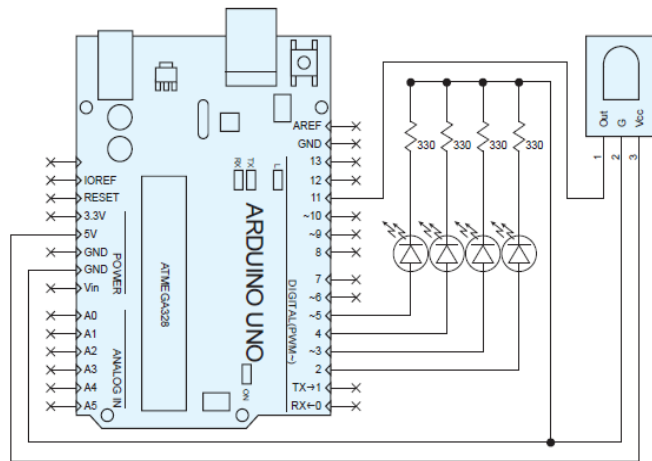 AREF
GND
13
12
11
~10
~9
8
7
~6
~5
4
~3
2
TX→1
RX←0
IOREF
RESET
3.3V
5V
GND
GND
Vin
A0
A1
A2
A3
A4
A5
POWER
ANALOG IN
ATMEGA328
ARDUINO UNO
DIGITAL(PWM~)
RX
TX
L
ON
330
330
330
330
Out
G
Vcc
1
2
3